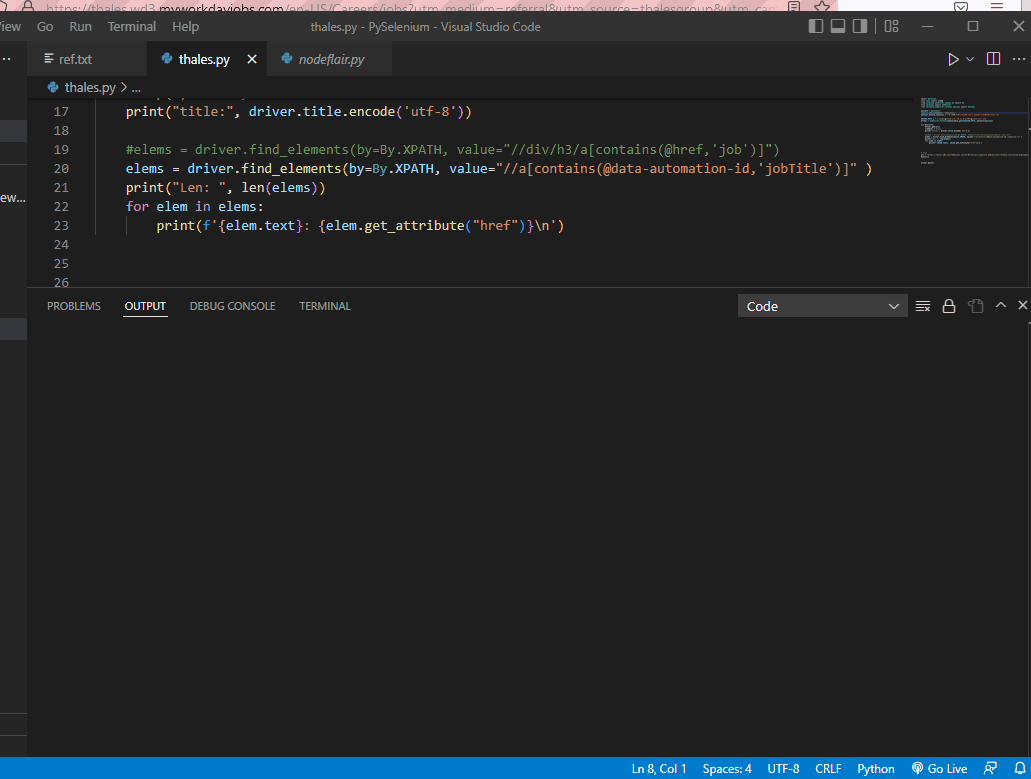 https://thales.wd3.myworkdayjobs.com/en-US/Careers/jobs?utm_medium=referral&utm_source=thalesgroup&utm_ca
iew Go Run Terminal Help thales.py - PySelenium - Visual Studio Code
ref.txt thales.py nodeflair.py
thales.py > ...
17 print("title:", driver.title.encode('utf-8'))
18
19 #elems = driver.find_elements(by=By.XPATH, value="//div/h3/a[contains(@href,'job')]")
20 elems = driver.find_elements(by=By.XPATH, value="//a[contains(@data-automation-id,'jobTitle')]" )
21 print("Len: ", len(elems))
22 for elem in elems:
23 print(f'{elem.text}: {elem.get_attribute("href")}\n')
24
25
26
ew...
PROBLEMS OUTPUT DEBUG CONSOLE TERMINAL Code
Ln 8, Col 1 Spaces: 4 UTF-8 CRLF Python Go Live